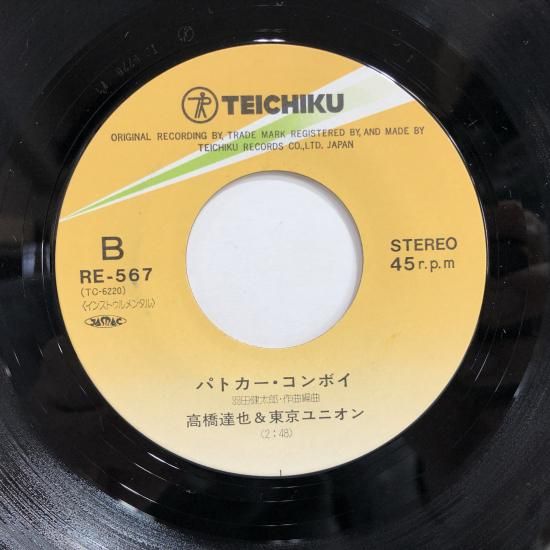 TEICHIKU
ORIGINAL RECORDING BY, TRADE MARK REGISTERED BY, AND MADE BY
TEICHIKU RECORDS CO.,LTD. JAPAN
B
RE-567
(TC-6220)
〈インストゥルメンタル〉
JASRAC
STEREO
45 r.p.m
パトカー・コンボイ
羽田健太郎・作曲編曲
高橋達也&東京ユニオン
(2:48)